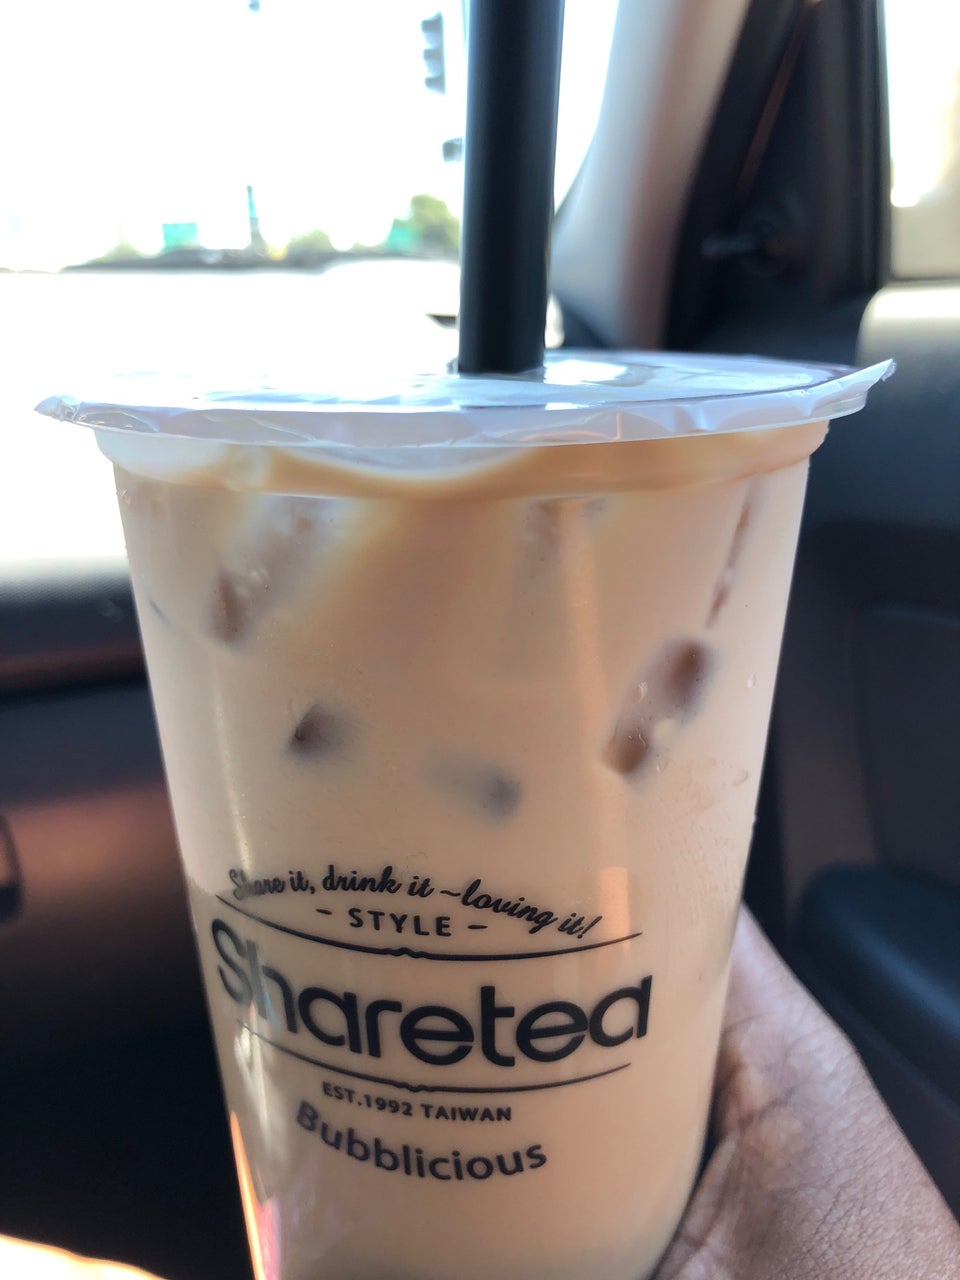 Share it, drink it ~loving it!
- STYLE -
Sharetea
EST.1992 TAIWAN
Bubblicious